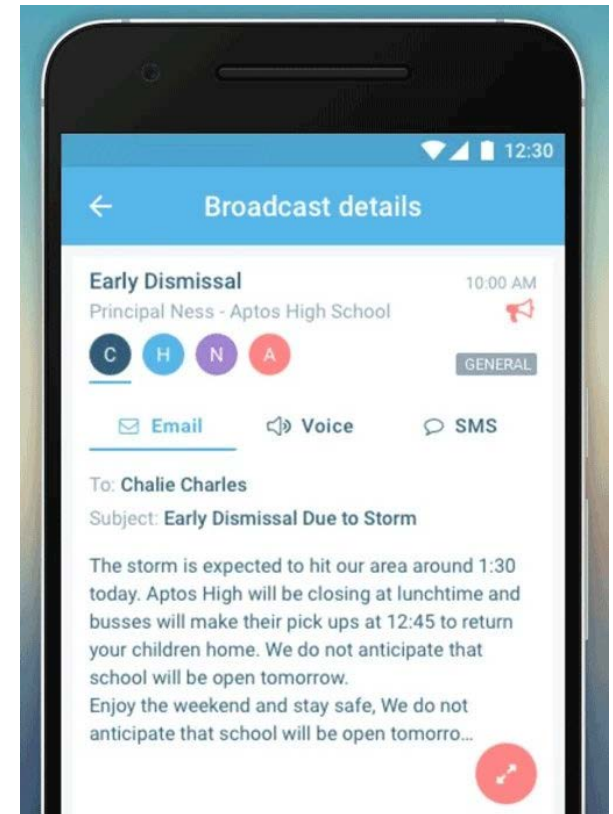 12:30
Broadcast details
Early Dismissal
10:00 AM
Principal Ness - Aptos High School
C H N A
GENERAL
Email Voice SMS
To: Chalie Charles
Subject: Early Dismissal Due to Storm
The storm is expected to hit our area around 1:30
today. Aptos High will be closing at lunchtime and
busses will make their pick ups at 12:45 to return
your children home. We do not anticipate that
school will be open tomorrow.
Enjoy the weekend and stay safe, We do not
anticipate that school will be open tomorro...